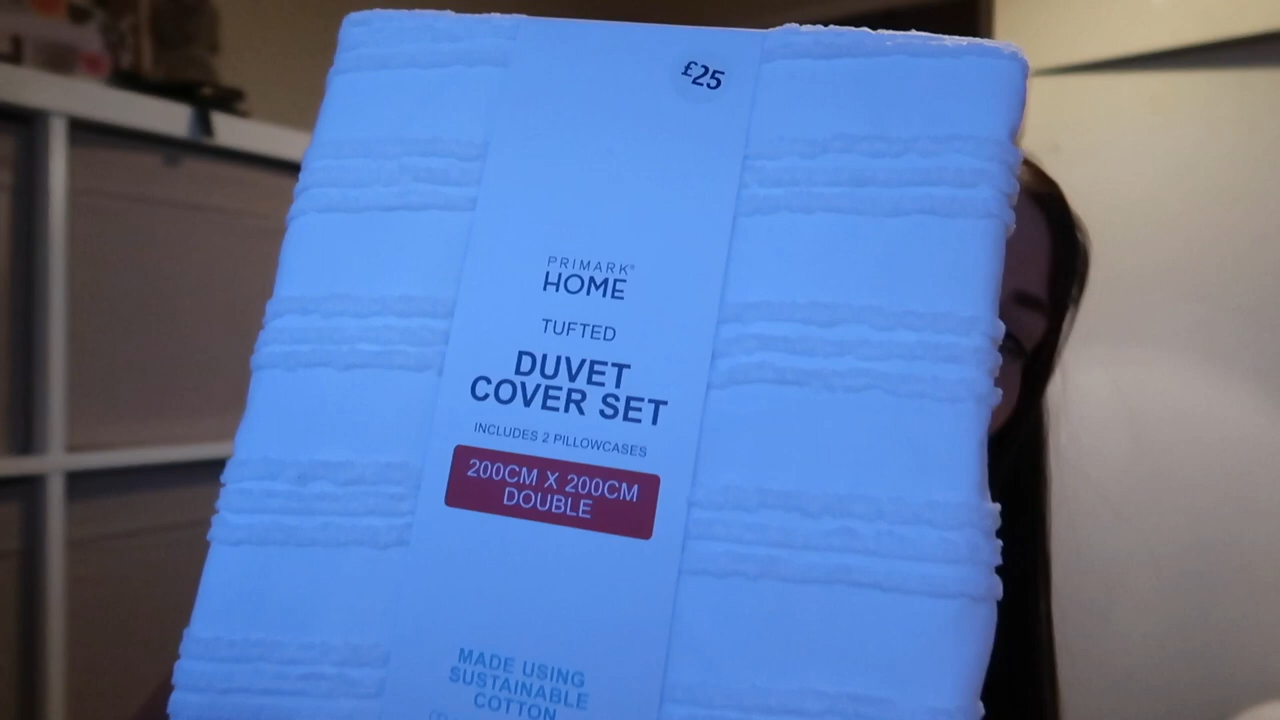 £25
PRIMARK®
HOME
TUFTED
DUVET
COVER SET
INCLUDES 2 PILLOWCASES
200CM X 200CM
DOUBLE
MADE USING
SUSTAINABLE
COTTON